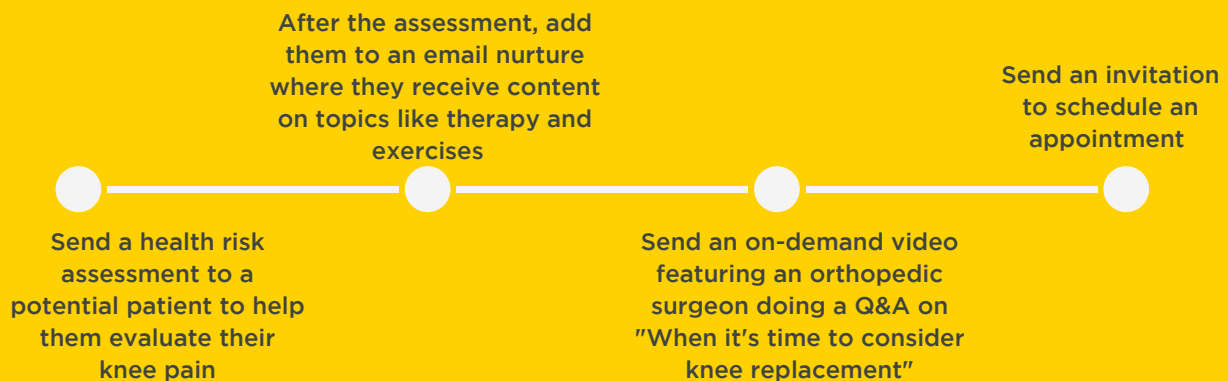 Send a health risk
assessment to a
potential patient to help
them evaluate their
knee pain
After the assessment, add
them to an email nurture
where they receive content
on topics like therapy and
exercises
Send an on-demand video
featuring an orthopedic
surgeon doing a Q&A on
"When it's time to consider
knee replacement"
Send an invitation
to schedule an
appointment